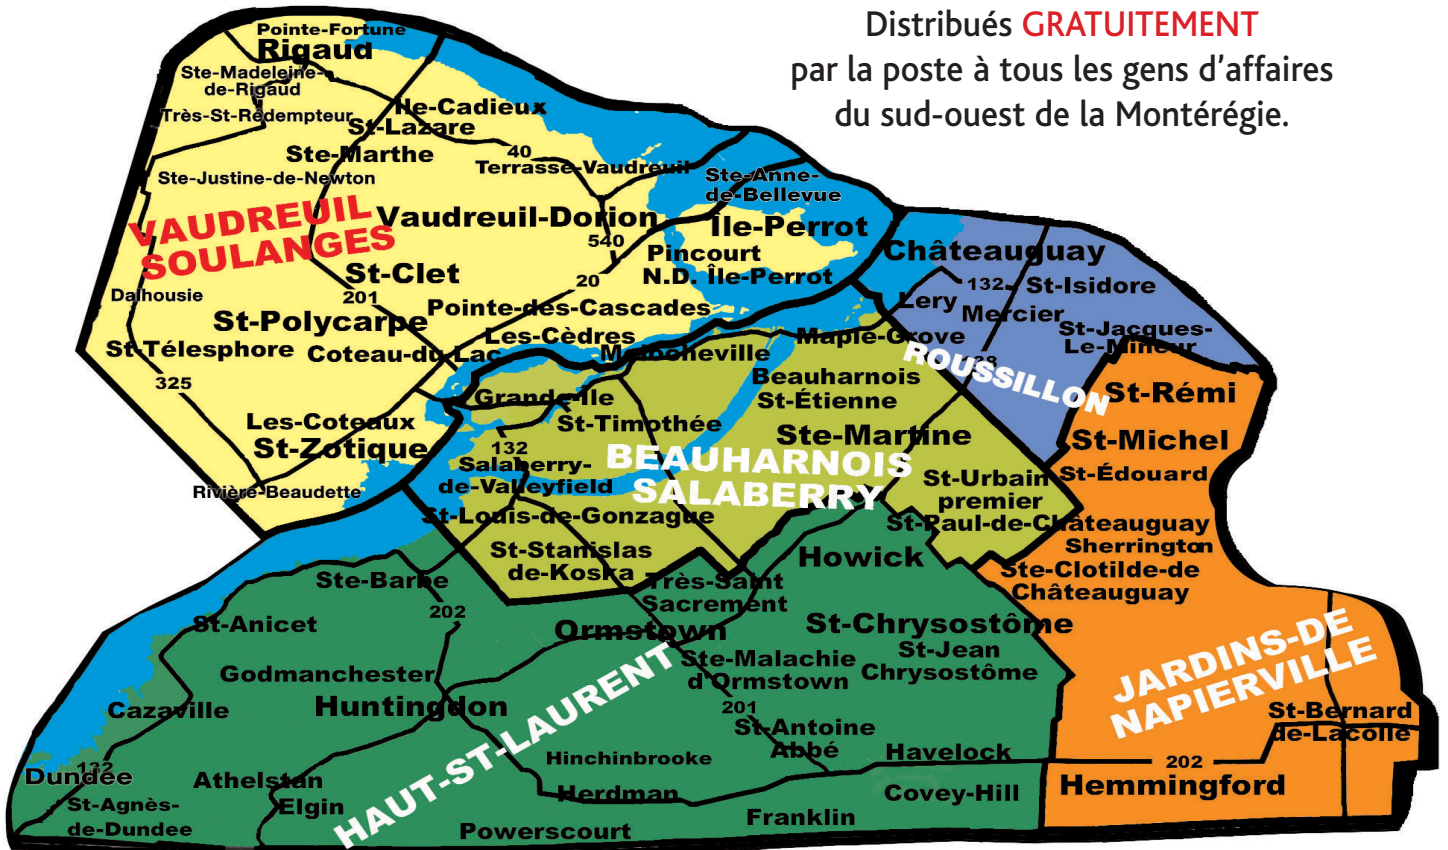 Distribués GRATUITEMENT
par la poste à tous les gens d'affaires
du sud-ouest de la Montérégie.
Pointe-Fortune
Rigaud
Ste-Madeleine-
de-Rigaud
Très-St-Rédempteur
Ile-Cadieux
St-Lazare
Ste-Marthe
40
Terrasse-Vaudreuil
Ste-Justine-de-Newton
Ste-Anne-
de-Bellevue
VAUDREUIL
SOULANGES
Vaudreuil-Dorion
Île-Perrot
540
Pincourt
N.D. Île-Perrot
St-Clet
20
201
Dalhousie
Pointe-des-Cascades
St-Polycarpe
Les-Cèdres
St-Télesphore
Coteau-du-Lac
325
Les-Coteaux
St-Zotique
Rivière-Beaudette
Châteauguay
132
St-Isidore
Lery
Mercier
St-Jacques-
Le-Mineur
138
ROUSSILLON
Maple-Grove
Melocheville
Beauharnois
St-Étienne
Grande-Ile
St-Timothée
Ste-Martine
132
Salaberry-
de-Valleyfield
BEAUHARNOIS
SALABERRY
St-Urbain
premier
St-Louis-de-Gonzague
St-Paul-de-Châteauguay
St-Stanislas
de-Koska
St-Rémi
St-Michel
St-Édouard
Sherrington
Ste-Clotilde-de
Châteauguay
JARDINS-DE
NAPIERVILLE
St-Bernard
de-Lacolle
202
Hemmingford
Howick
Ste-Barbe
Très-Saint
Sacrement
202
St-Anicet
Ormstown
St-Chrysostôme
St-Jean
Chrysostôme
Ste-Malachie
d'Ormstown
Godmanchester
Huntingdon
201
Cazaville
St-Antoine
Abbé
HAUT-ST-LAURENT
Hinchinbrooke
Havelock
132
Dundée
Athelstan
Elgin
Herdman
Covey-Hill
St-Agnès-
de-Dundee
Franklin
Powerscourt